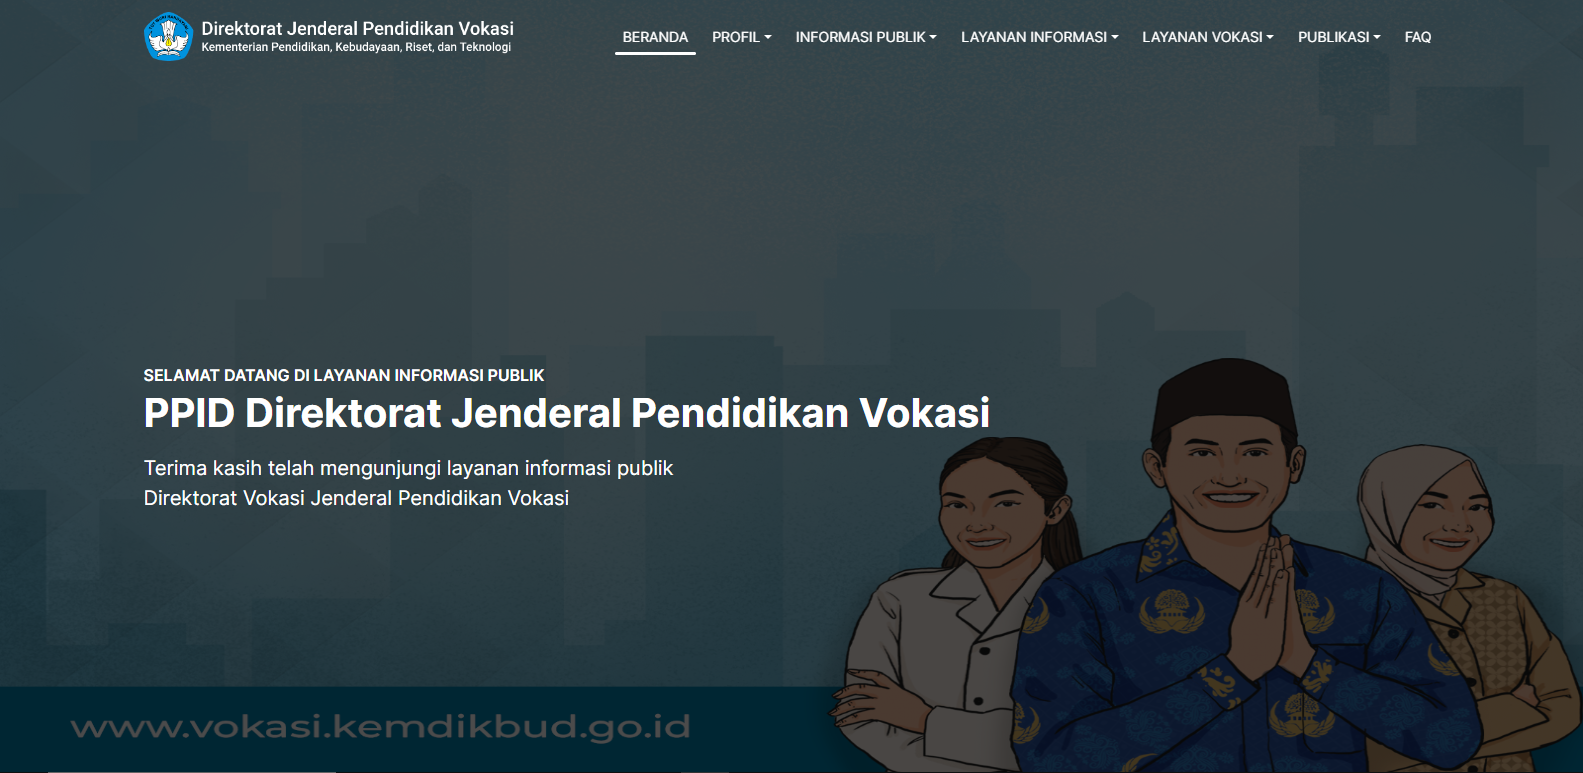 Direktorat Jenderal Pendidikan Vokasi
Kementerian Pendidikan, Kebudayaan, Riset, dan Teknologi
BERANDA PROFIL INFORMASI PUBLIK LAYANAN INFORMASI LAYANAN VOKASI PUBLIKASI FAQ
SELAMAT DATANG DI LAYANAN INFORMASI PUBLIK
PPID Direktorat Jenderal Pendidikan Vokasi
Terima kasih telah mengunjungi layanan informasi publik
Direktorat Vokasi Jenderal Pendidikan Vokasi
www.vokasi.kemdikbud.go.id